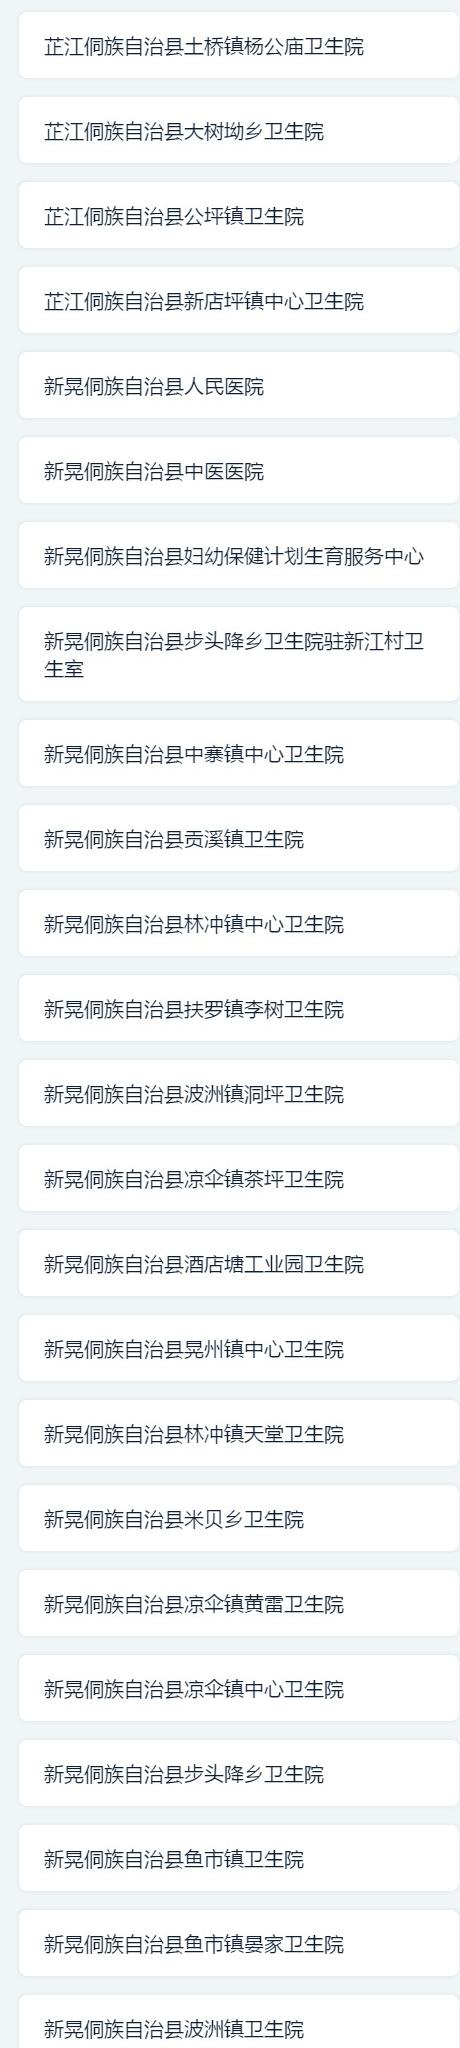 芷江侗族自治县土桥镇杨公庙卫生院
芷江侗族自治县大树坳乡卫生院
芷江侗族自治县公坪镇卫生院
芷江侗族自治县新店坪镇中心卫生院
新晃侗族自治县人民医院
新晃侗族自治县中医医院
新晃侗族自治县妇幼保健计划生育服务中心
新晃侗族自治县步头降乡卫生院驻新江村卫
生室
新晃侗族自治县中寨镇中心卫生院
新晃侗族自治县贡溪镇卫生院
新晃侗族自治县林冲镇中心卫生院
新晃侗族自治县扶罗镇李树卫生院
新晃侗族自治县波洲镇洞坪卫生院
新晃侗族自治县凉伞镇茶坪卫生院
新晃侗族自治县酒店塘工业园卫生院
新晃侗族自治县晃州镇中心卫生院
新晃侗族自治县林冲镇天堂卫生院
新晃侗族自治县米贝乡卫生院
新晃侗族自治县凉伞镇黄雷卫生院
新晃侗族自治县凉伞镇中心卫生院
新晃侗族自治县步头降乡卫生院
新晃侗族自治县鱼市镇卫生院
新晃侗族自治县鱼市镇晏家卫生院
新晃侗族自治县波洲镇卫生院